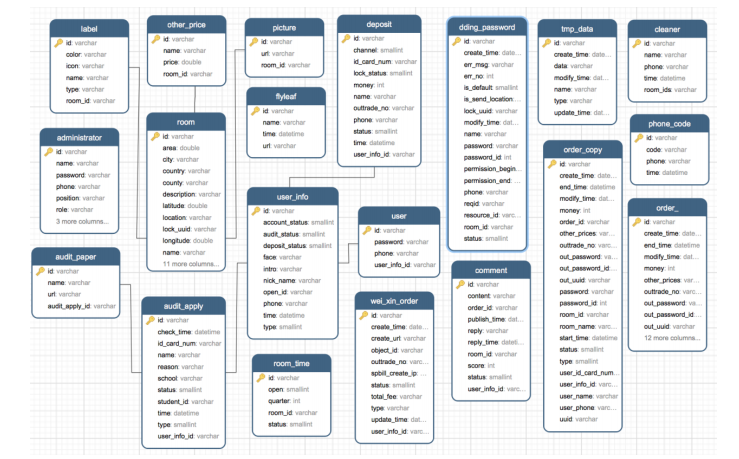 label
id: varchar
color: varchar
icon: varchar
name: varchar
type: varchar
room_id: varchar
other_price
id: varchar
name: varchar
price: double
room_id: varchar
picture
id: varchar
url: varchar
room_id: varchar
deposit
id: varchar
channel: smallint
id_card_num: varchar
lock_status: smallint
money: int
name: varchar
outtrade_no: varchar
phone: varchar
status: smallint
time: datetime
user_info_id: varchar
dding_password
id: varchar
create_time: date...
err_msg: varchar
err_no: int
is_default: smallint
is_send_location:
lock_uuid: varchar
modify_time: dat...
name: varchar
password: varchar
password_id: int
permission_begin...
permission_end: ...
phone: varchar
reqid: varchar
resource_id: varc...
room_id: varchar
status: smallint
tmp_data
id: varchar
create_time: date...
data: varchar
modify_time: dat...
name: varchar
type: varchar
update_time: dat...
cleaner
id: varchar
name: varchar
phone: varchar
time: datetime
room_ids: varchar
flyleaf
id: varchar
name: varchar
time: datetime
url: varchar
administrator
id: varchar
name: varchar
password: varchar
phone: varchar
position: varchar
role: varchar
3 more columns...
room
id: varchar
area: double
city: varchar
country: varchar
county: varchar
description: varchar
latitude: double
location: varchar
lock_uuid: varchar
longitude: double
name: varchar
11 more columns...
phone_code
id: varchar
code: varchar
phone: varchar
time: datetime
order_copy
id: varchar
create_time: date...
end_time: datetime
modify_time: dat...
money: int
order_id: varchar
other_prices: var...
outtrade_no: varc...
out_password: va...
out_password_id: ...
out_uuid: varchar
password: varchar
password_id: int
room_id: varchar
room_name: varc...
start_time: datetime
status: smallint
type: smallint
user_id_card_num...
user_info_id: varc...
user_name: varchar
user_phone: varc...
uuid: varchar
user_info
id: varchar
account_status: smallint
audit_status: smallint
deposit_status: smallint
face: varchar
intro: varchar
nick_name: varchar
open_id: varchar
phone: varchar
time: datetime
type: smallint
user
id: varchar
password: varchar
phone: varchar
user_info_id: varchar
order_
id: varchar
create_time: date...
end_time: datetime
modify_time: dat...
money: int
other_prices: var...
outtrade_no: varc...
out_password: va...
out_password_id: ...
out_uuid: varchar
12 more columns...
audit_paper
id: varchar
name: varchar
url: varchar
audit_apply_id: varchar
audit_apply
id: varchar
check_time: datetime
id_card_num: varchar
name: varchar
reason: varchar
school: varchar
status: smallint
student_id: varchar
time: datetime
type: smallint
user_info_id: varchar
comment
id: varchar
content: varchar
order_id: varchar
publish_time: dat...
reply: varchar
reply_time: dateti...
room_id: varchar
score: int
status: smallint
user_info_id: varc...
wei_xin_order
id: varchar
create_time: date...
create_url: varchar
object_id: varchar
outtrade_no: varc...
spbill_create_ip: ...
status: smallint
total_fee: varchar
type: varchar
update_time: dat...
user_info_id: varc...
room_time
id: varchar
open: smallint
quarter: int
room_id: varchar
status: smallint